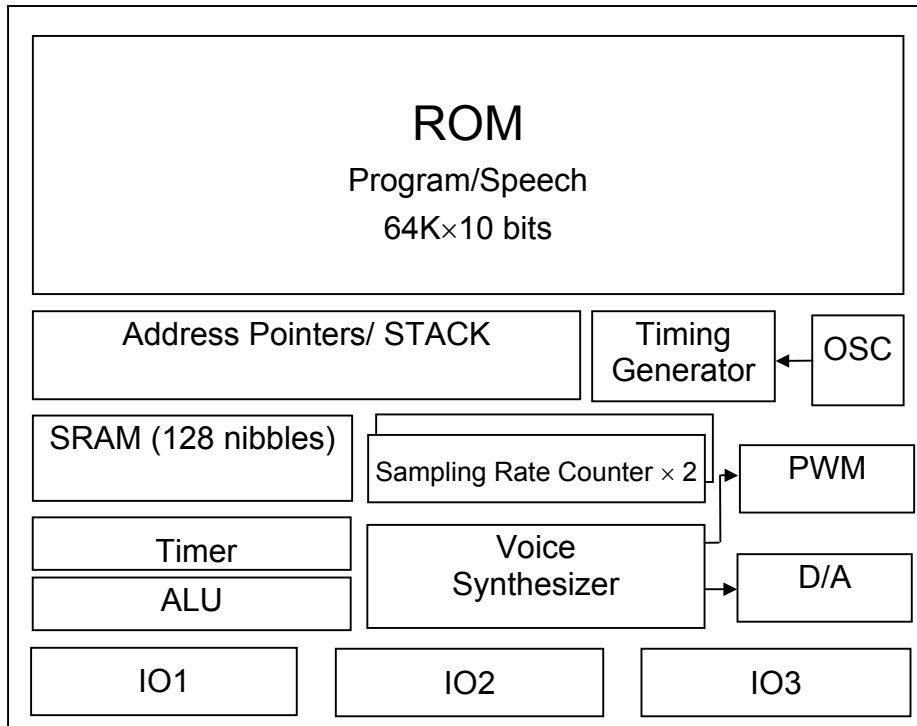 ROM
Program/Speech
64K×10 bits
Address Pointers/ STACK
Timing
Generator
OSC
SRAM (128 nibbles)
Sampling Rate Counter × 2
PWM
Timer
Voice
Synthesizer
D/A
ALU
IO1
IO2
IO3